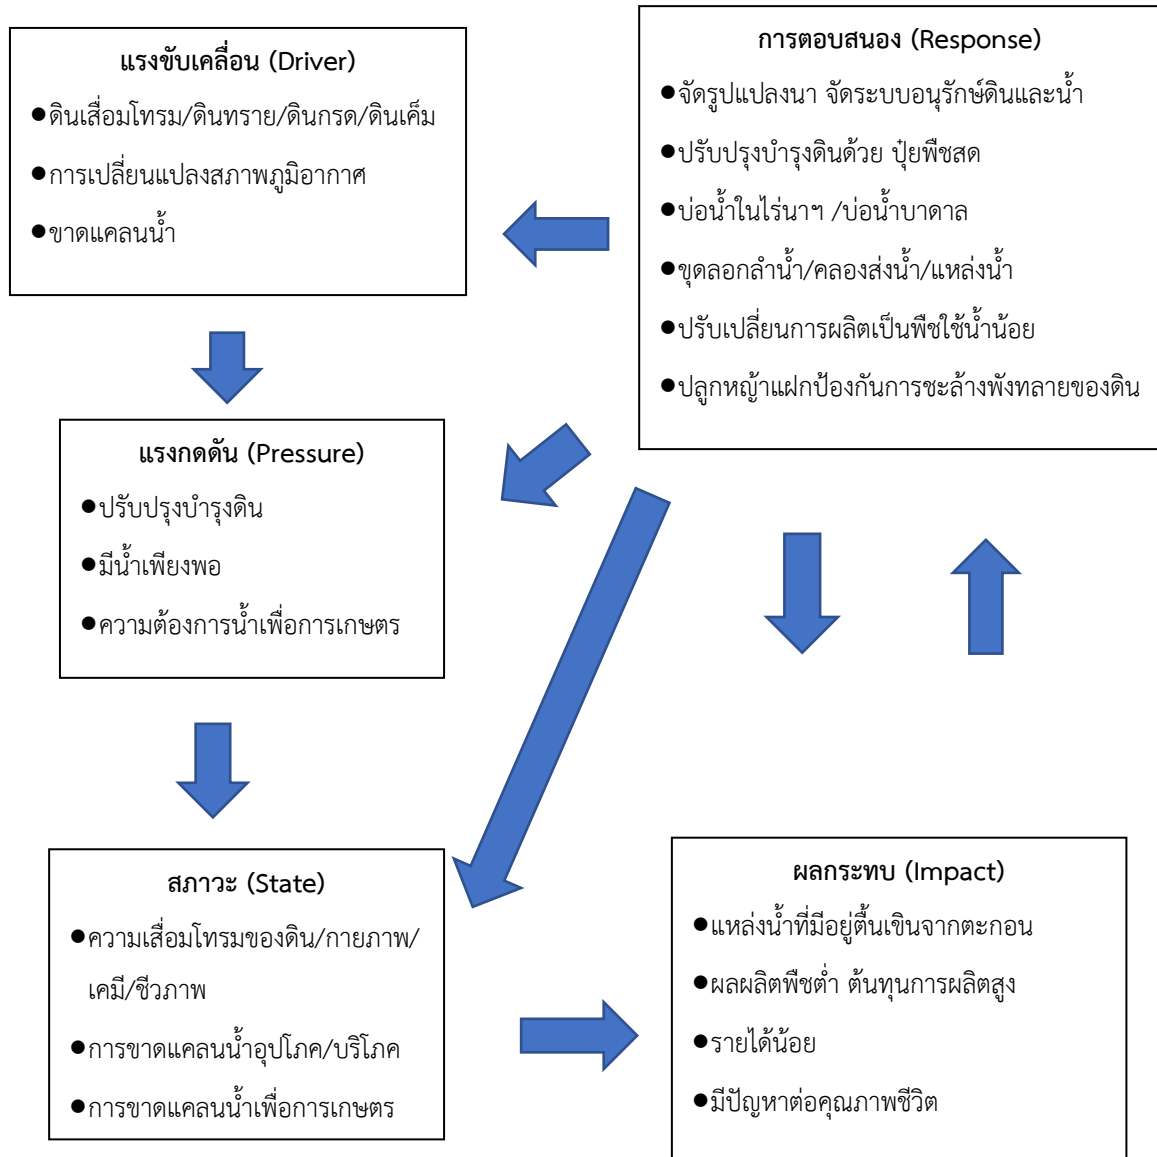 แรงขับเคลื่อน (Driver)
●ดินเสื่อมโทรม/ดินทราย/ดินกรด/ดินเค็ม
●การเปลี่ยนแปลงสภาพภูมิอากาศ
●ขาดแคลนน้ำ
การตอบสนอง (Response)
●จัดรูปแปลงนา จัดระบบอนุรักษ์ดินและน้ำ
●ปรับปรุงบำรุงดินด้วย ปุ๋ยพืชสด
●บ่อน้ำในไร่นาฯ /บ่อน้ำบาดาล
●ขุดลอกลำน้ำ/คลองส่งน้ำ/แหล่งน้ำ
●ปรับเปลี่ยนการผลิตเป็นพืชใช้น้ำน้อย
●ปลูกหญ้าแฝกป้องกันการชะล้างพังทลายของดิน
แรงกดดัน (Pressure)
●ปรับปรุงบำรุงดิน
●มีน้ำเพียงพอ
●ความต้องการน้ำเพื่อการเกษตร
สภาวะ (State)
●ความเสื่อมโทรมของดิน/กายภาพ/
เคมี/ชีวภาพ
●การขาดแคลนน้ำอุปโภค/บริโภค
●การขาดแคลนน้ำเพื่อการเกษตร
ผลกระทบ (Impact)
●แหล่งน้ำที่มีอยู่ตื้นเขินจากตะกอน
●ผลผลิตพืชต่ำ ต้นทุนการผลิตสูง
●รายได้น้อย
●มีปัญหาต่อคุณภาพชีวิต